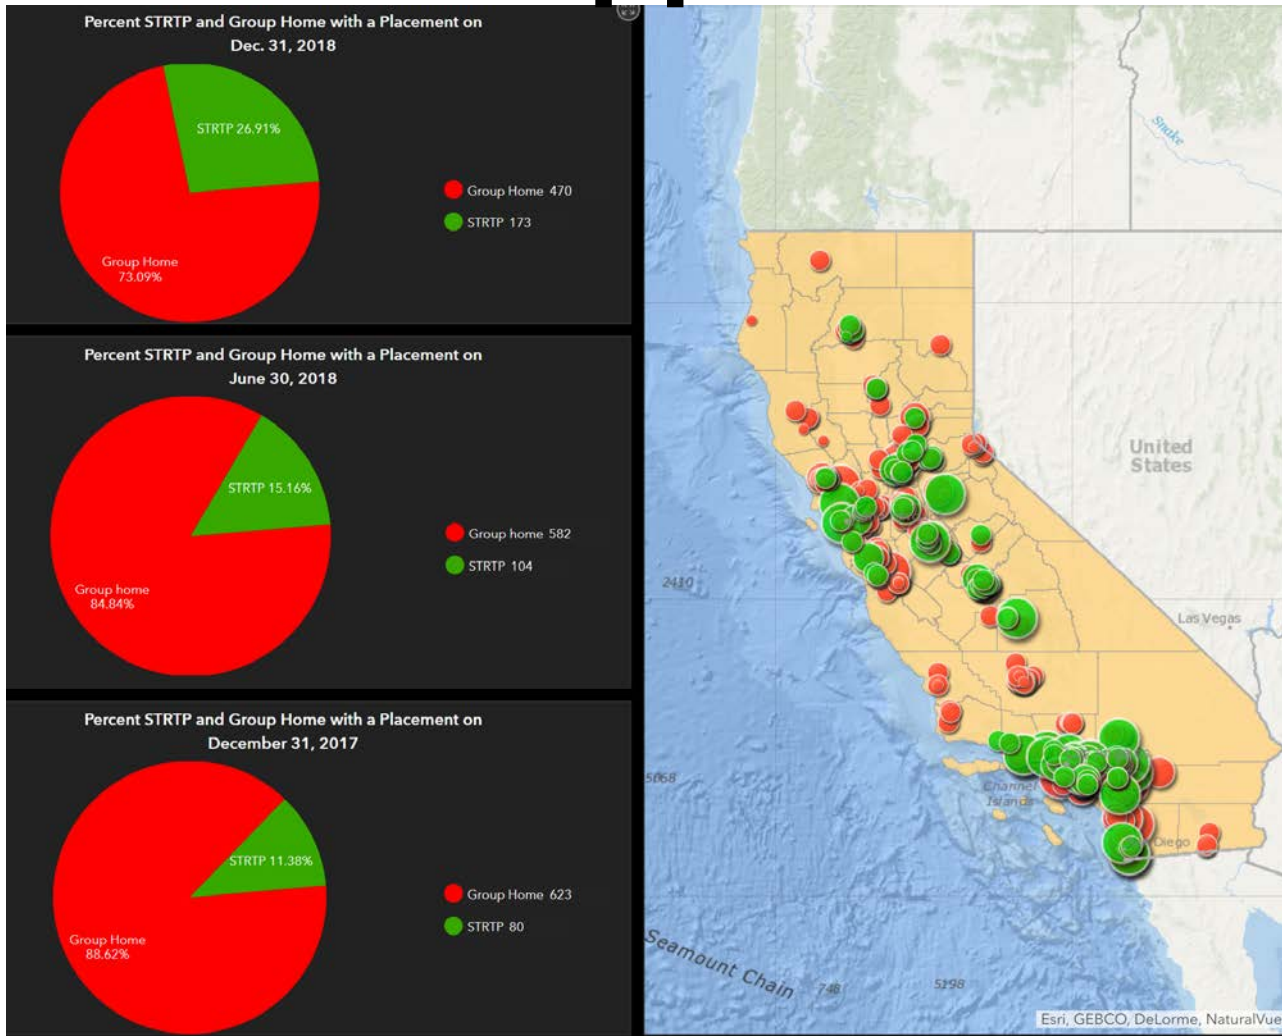 Percent STRTP and Group Home with a Placement on
Dec. 31, 2018
STRTP 26.91%
Group Home
73.09%
Group Home 470
STRTP 173
Percent STRTP and Group Home with a Placement on
June 30, 2018
STRTP 15.16%
Group home
84.84%
Group home 582
STRTP 104
Percent STRTP and Group Home with a Placement on
December 31, 2017
STRTP 11.38%
Group Home
88.62%
Group Home 623
STRTP 80
Snake
United
States
2410
Las Vegas
5068
Channel
Islands
Diego
Seamount Chain
748
5198
Esri, GEBCO, DeLorme, NaturalVue